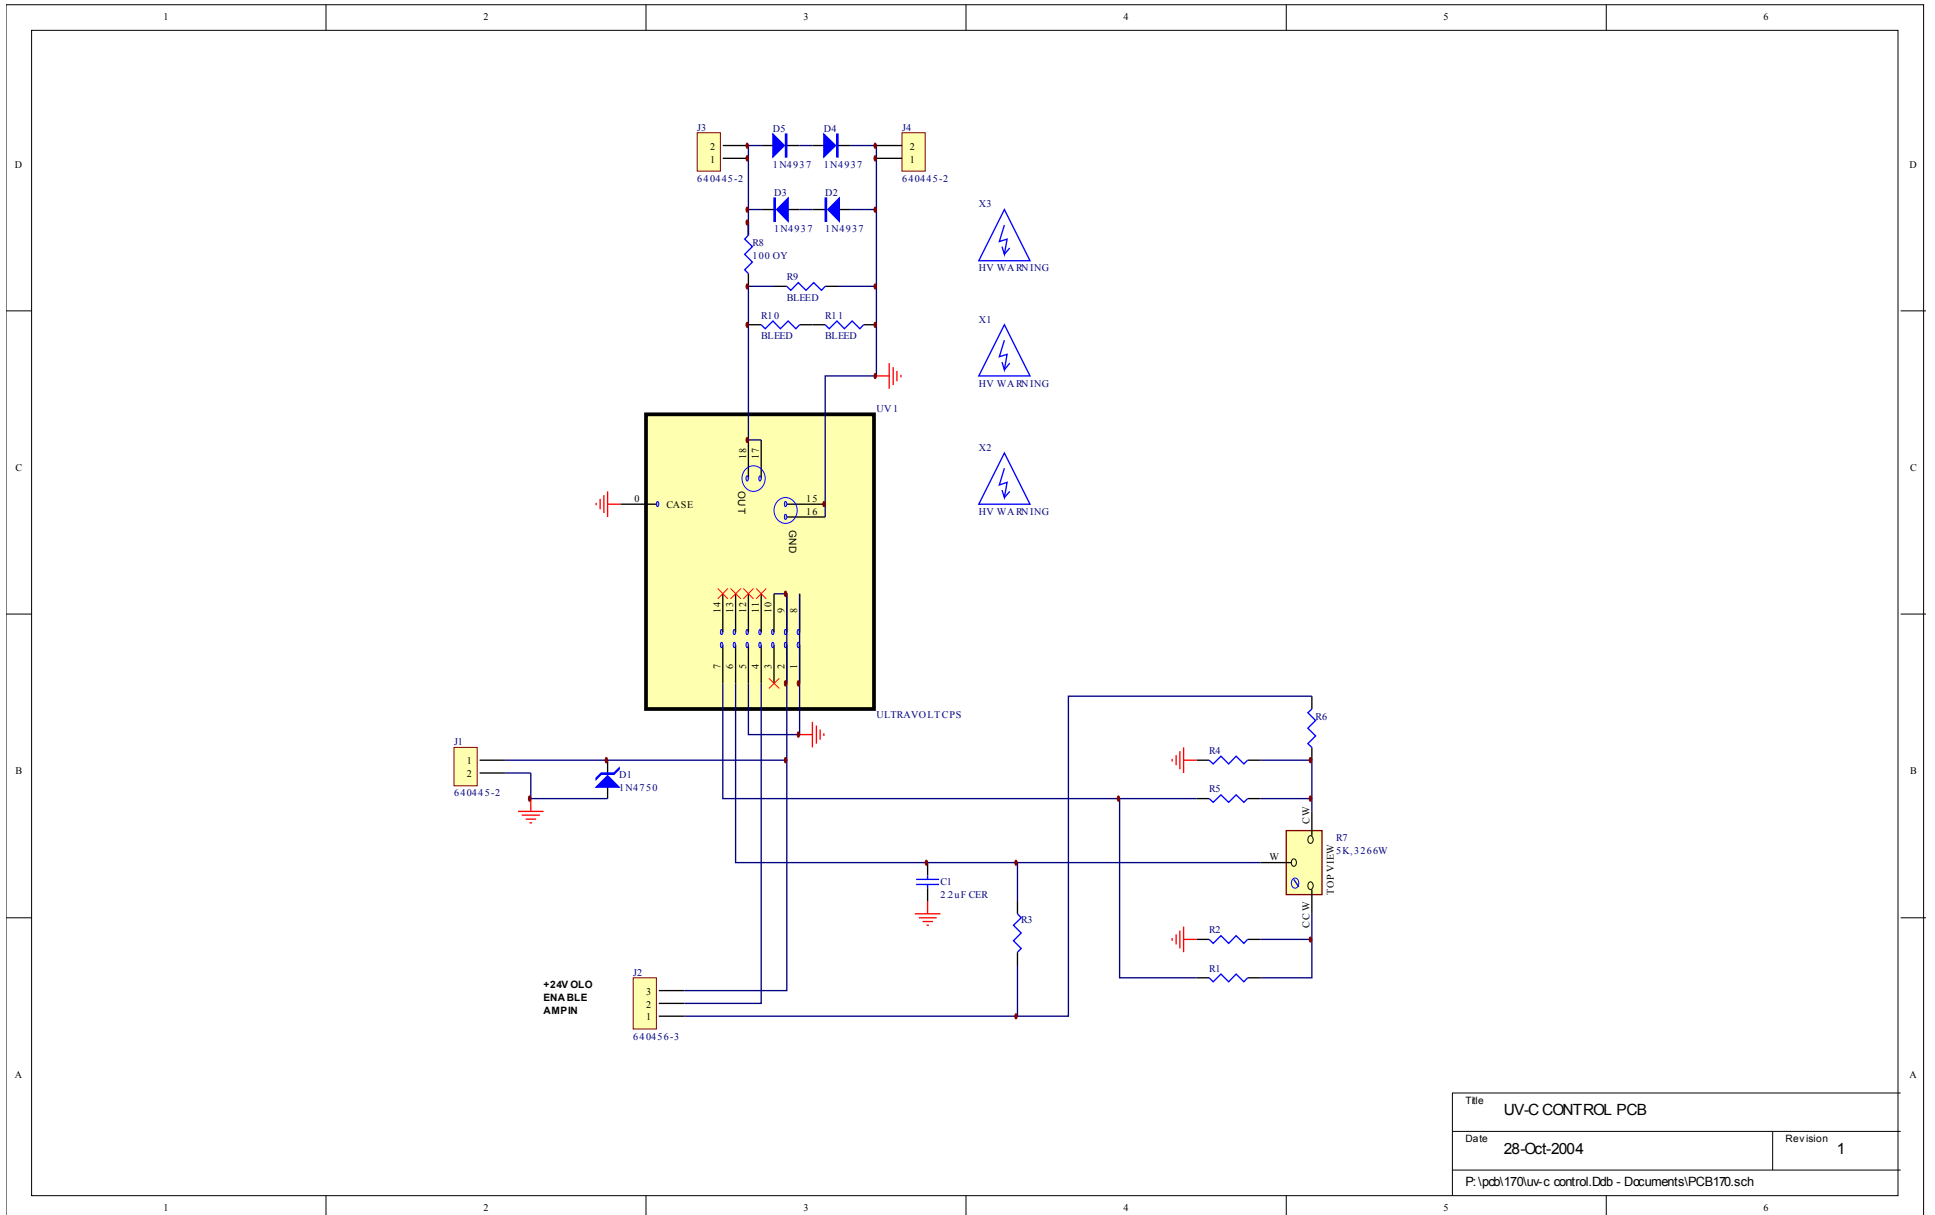 1 2 3 4 5 6
D D
C C
B B
A A
J3
2
1
640445-2
D5
1N4937
D4
1N4937
J4
2
1
640445-2
D3
1N4937
D2
1N4937
R8
100 OY
R9
BLEED
R10
BLEED
R11
BLEED
X3
HV WARNING
X1
HV WARNING
X2
HV WARNING
UV1
18
17
OUT
0
CASE
15
16
GND
14
13
12
11
10
9
8
7
6
5
4
3
2
1
ULTRAVOLT CPS
J1
1
2
640445-2
D1
1N4750
R6
R4
R5
CW
R7
5K,3266W
W
TOP VIEW
CCW
C1
2.2uF CER
R3
R2
R1
+24V OLO
ENABLE
AMPIN
J2
3
2
1
640456-3
Title
UV-C CONTROL PCB
Date
28-Oct-2004
Revision
1
P:\pcb\170\uv-c control.Ddb - Documents\PCB170.sch
1 2 3 4 5 6